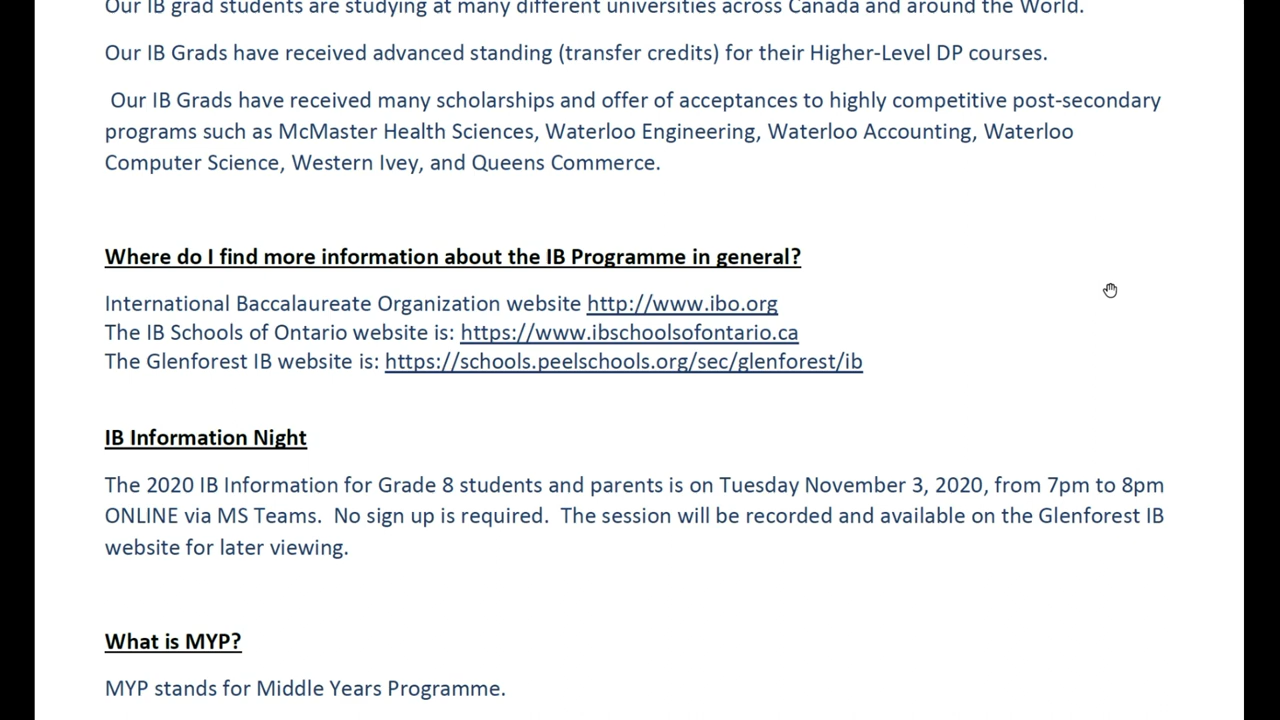 Our IB grad students are studying at many different universities across Canada and around the World.
Our IB Grads have received advanced standing (transfer credits) for their Higher-Level DP courses.
Our IB Grads have received many scholarships and offer of acceptances to highly competitive post-secondary
programs such as McMaster Health Sciences, Waterloo Engineering, Waterloo Accounting, Waterloo
Computer Science, Western Ivey, and Queens Commerce.
Where do I find more information about the IB Programme in general?
International Baccalaureate Organization website http://www.ibo.org
The IB Schools of Ontario website is: https://www.ibschoolsofontario.ca
The Glenforest IB website is: https://schools.peelschools.org/sec/glenforest/ib
IB Information Night
The 2020 IB Information for Grade 8 students and parents is on Tuesday November 3, 2020, from 7pm to 8pm
ONLINE via MS Teams.  No sign up is required.  The session will be recorded and available on the Glenforest IB
website for later viewing.
What is MYP?
MYP stands for Middle Years Programme.